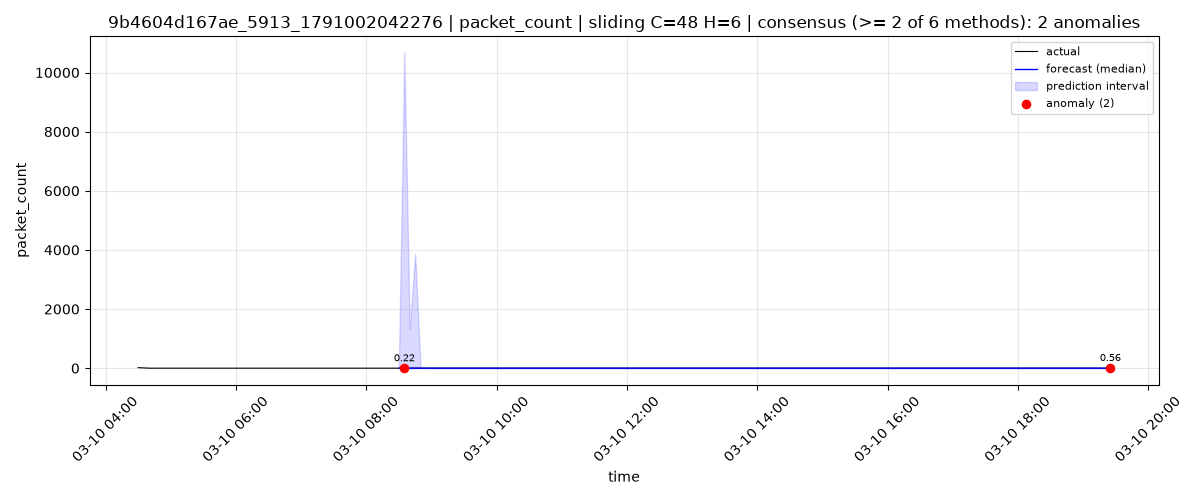 9b4604d167ae_5913_1791002042276 | packet_count | sliding C=48 H=6 | consensus (>= 2 of 6 methods): 2 anomalies
actual
forecast (median)
prediction interval
anomaly (2)
packet_count
10000
8000
6000
4000
2000
0
0.22
0.56
03-10 04:00
03-10 06:00
03-10 08:00
03-10 10:00
03-10 12:00
03-10 14:00
03-10 16:00
03-10 18:00
03-10 20:00
time